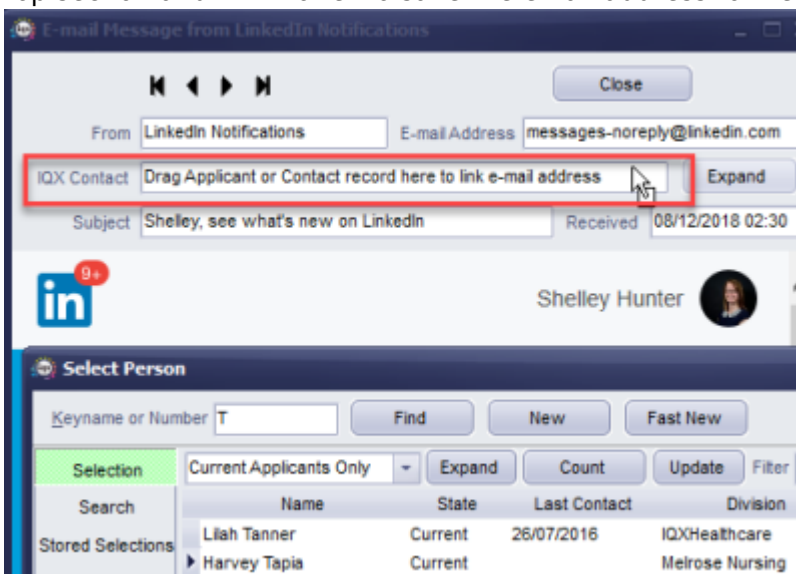 E-mail Message from LinkedIn Notifications
Close
From LinkedIn Notifications E-mail Address messages-noreply@linkedin.com
IQX Contact Drag Applicant or Contact record here to link e-mail address Expand
Subject Shelley, see what's new on LinkedIn Received 08/12/2018 02:30
9+
in Shelley Hunter
Select Person
Keyname or Number T Find New Fast New
Selection Current Applicants Only Expand Count Update Filter
Search Name State Last Contact Division
Lilah Tanner Current 26/07/2016 IQXHealthcare
Stored Selections
Harvey Tapia Current Melrose Nursing